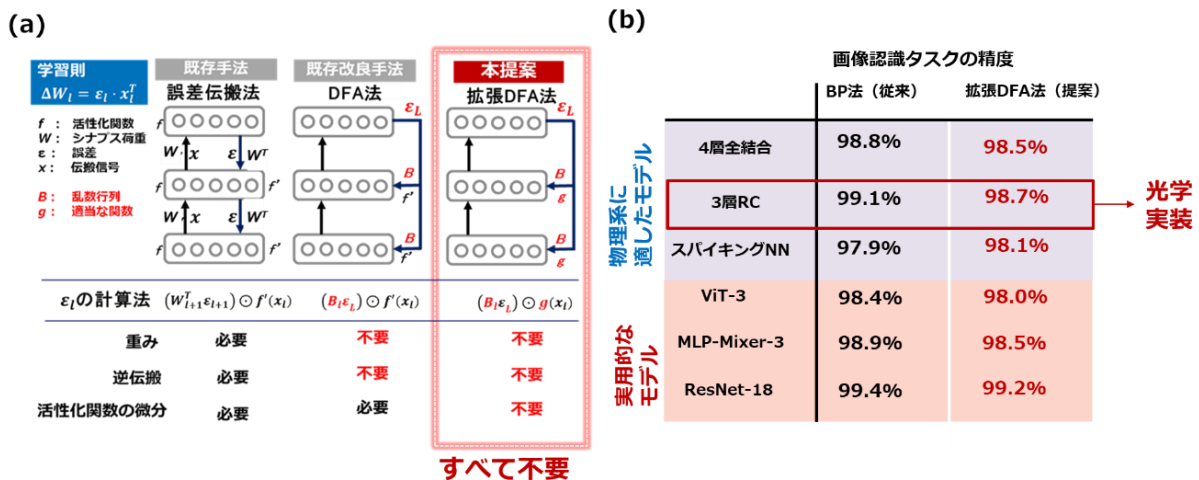 (a)
学習則
ΔW_l = ε_l · x_l^T
f ： 活性化関数
W ： シナプス荷重
ε ： 誤差
x ： 伝搬信号
B ： 乱数行列
g ： 適当な関数
既存手法
誤差伝搬法
f
W x ε W^T
f f'
W x ε W^T
f f'
既存改良手法
DFA法
ε_L
B
f'
B
f'
本提案
拡張DFA法
ε_L
B
g
B
g
ε_lの計算法 (W_{l+1}^T ε_{l+1}) ⊙ f'(x_l) (B_l ε_L) ⊙ f'(x_l) (B_l ε_L) ⊙ g(x_l)
重み 必要 不要 不要
逆伝搬 必要 不要 不要
活性化関数の微分 必要 必要 不要
すべて不要
(b)
画像認識タスクの精度
BP法（従来） 拡張DFA法（提案）
物理系に
適したモデル
4層全結合 98.8% 98.5%
3層RC 99.1% 98.7%
スパイキングNN 97.9% 98.1%
光学
実装
実用的な
モデル
ViT-3 98.4% 98.0%
MLP-Mixer-3 98.9% 98.5%
ResNet-18 99.4% 99.2%